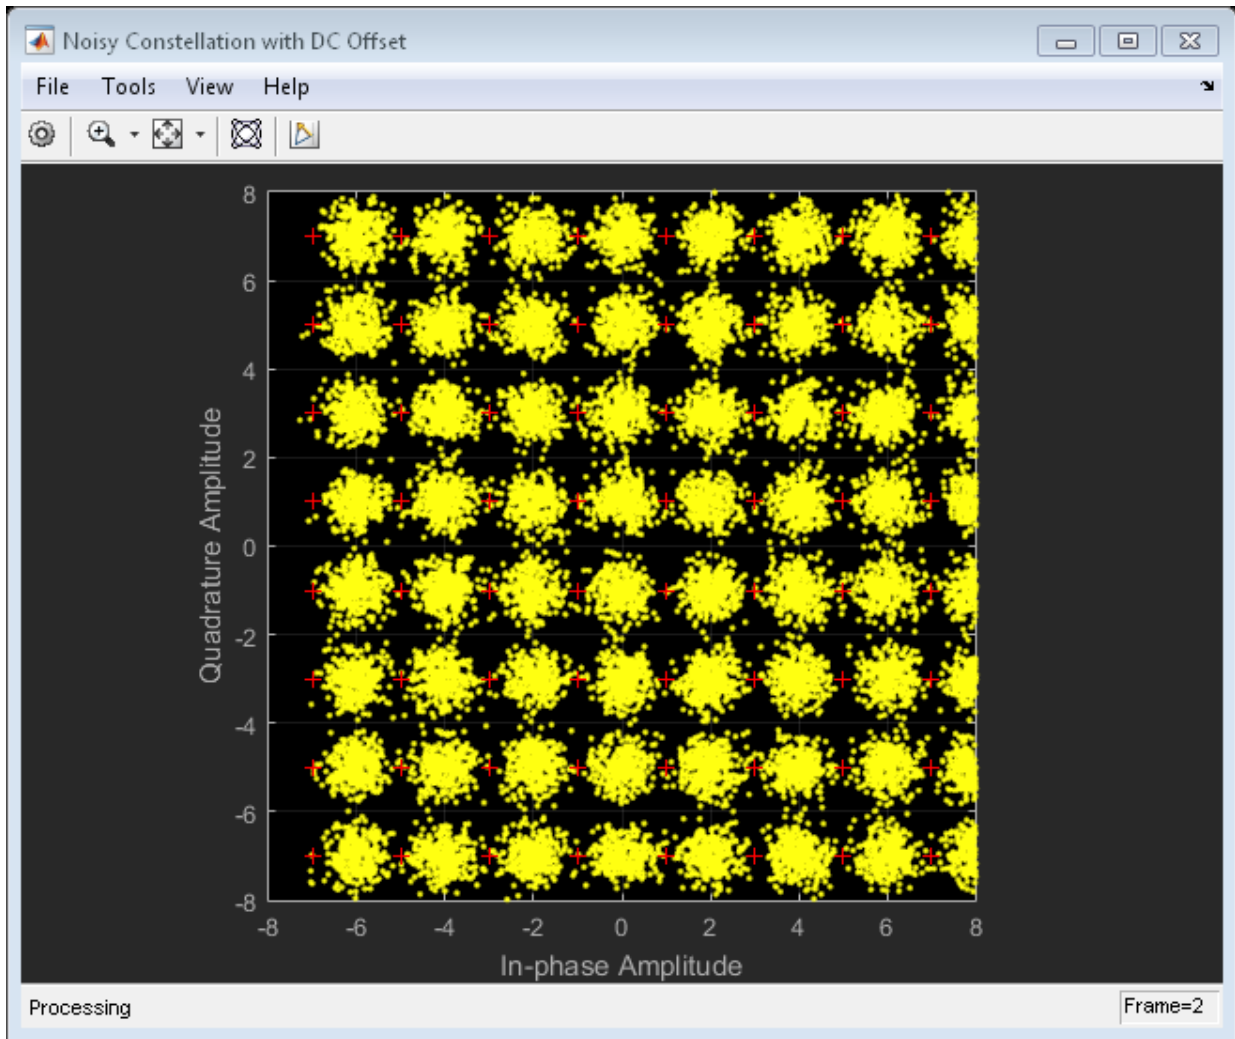 Noisy Constellation with DC Offset
File Tools View Help
8
6
4
2
0
-2
-4
-6
-8
Quadrature Amplitude
-8 -6 -4 -2 0 2 4 6 8
In-phase Amplitude
Processing Frame=2